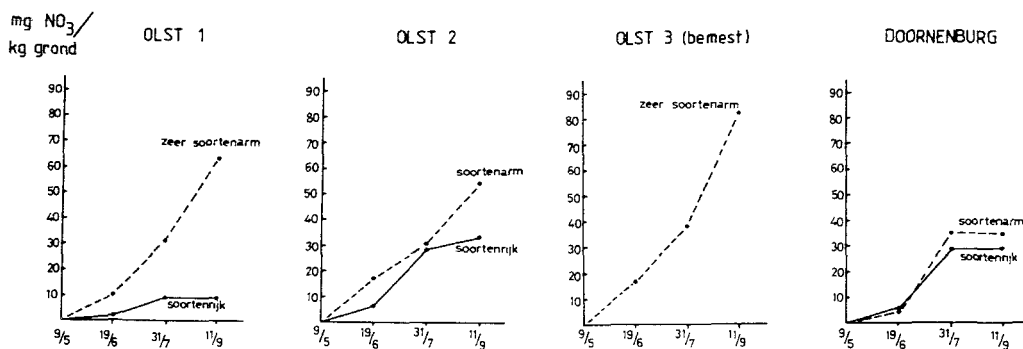 mg NO3/
kg grond
OLST 1
OLST 2
OLST 3 (bemest)
DOORNENBURG
90
80
70
60
50
40
30
20
10
zeer soortenarm
soortenrijk
9/5 19/6 31/7 11/9
90
80
70
60
50
40
30
20
10
soortenarm
soortenrijk
9/5 19/6 31/7 11/9
90
80
70
60
50
40
30
20
10
zeer soortenarm
9/5 19/6 31/7 11/9
90
80
70
60
50
40
30
20
10
soortenarm
soortenrijk
9/5 19/6 31/7 11/9